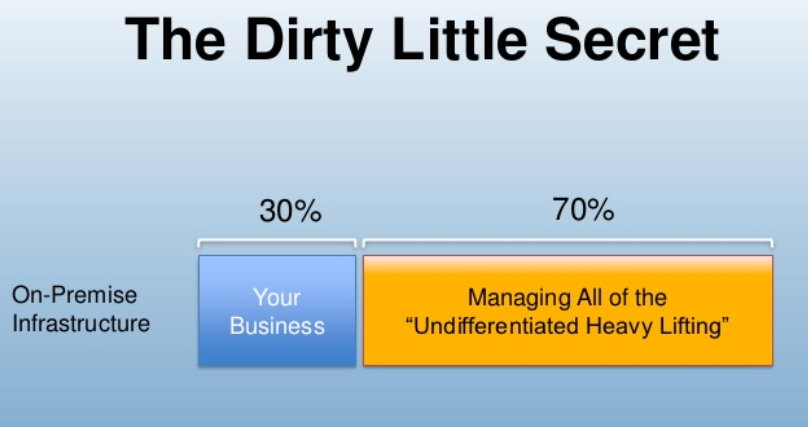 The Dirty Little Secret
30%
70%
On-Premise
Infrastructure
Your
Business
Managing All of the
“Undifferentiated Heavy Lifting”